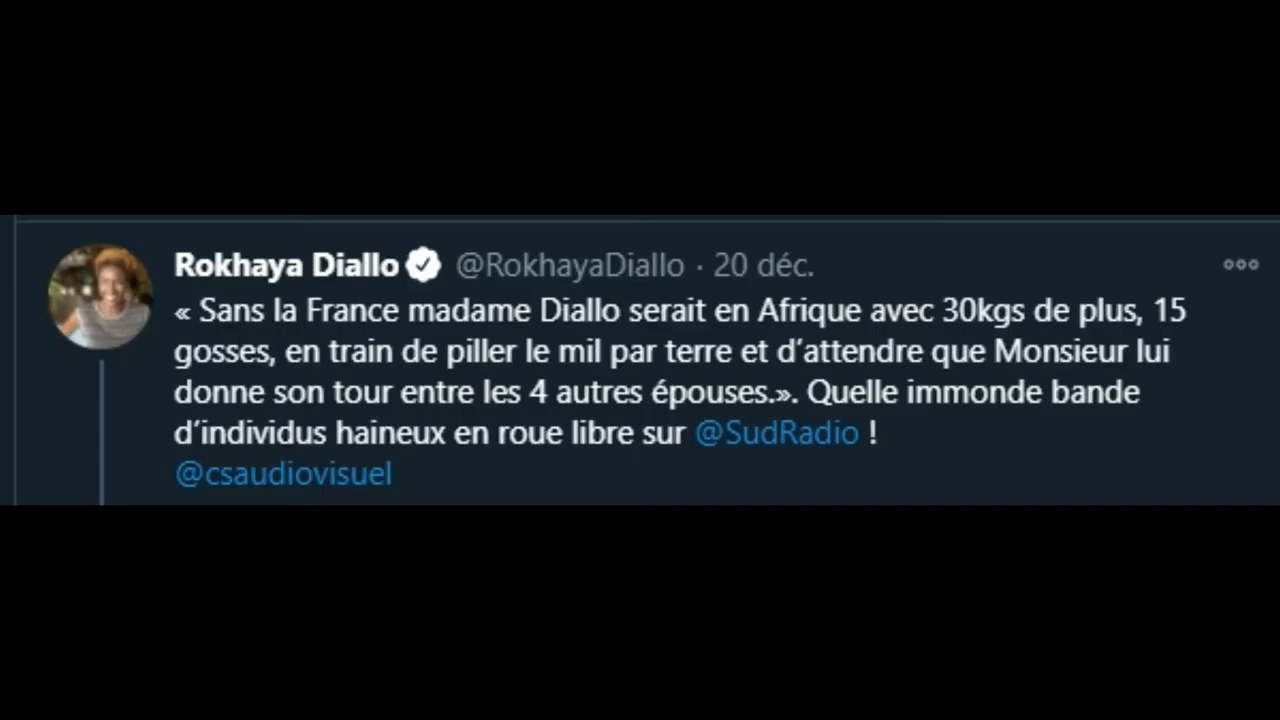 Rokhaya Diallo @RokhayaDiallo · 20 déc.
« Sans la France madame Diallo serait en Afrique avec 30kgs de plus, 15
gosses, en train de piller le mil par terre et d'attendre que Monsieur lui
donne son tour entre les 4 autres épouses.». Quelle immonde bande
d'individus haineux en roue libre sur @SudRadio !
@csaudiovisuel